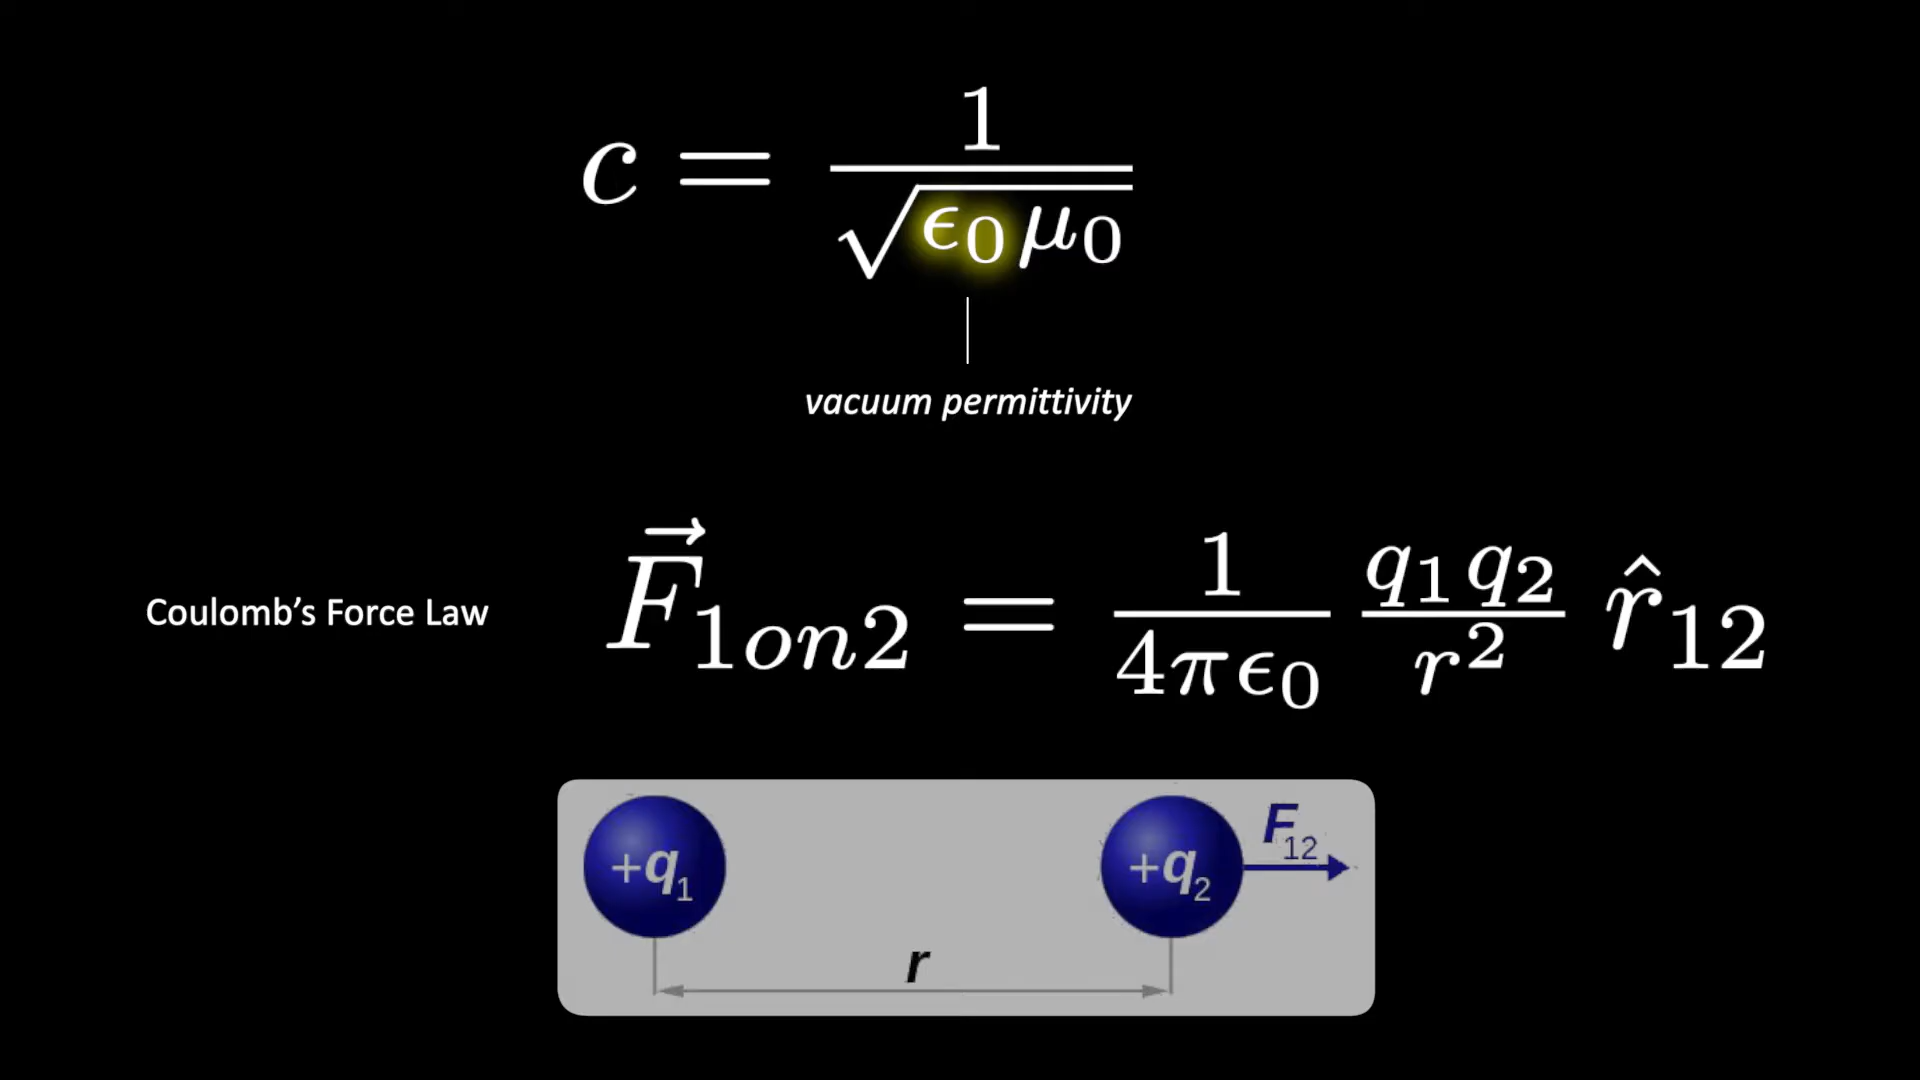 c = 1 / √ϵ₀μ₀
vacuum permittivity
Coulomb’s Force Law
F⃗₁ₒₙ₂ = 1 / 4πϵ₀ q₁q₂ / r² r̂₁₂
+q₁
+q₂
F₁₂
r